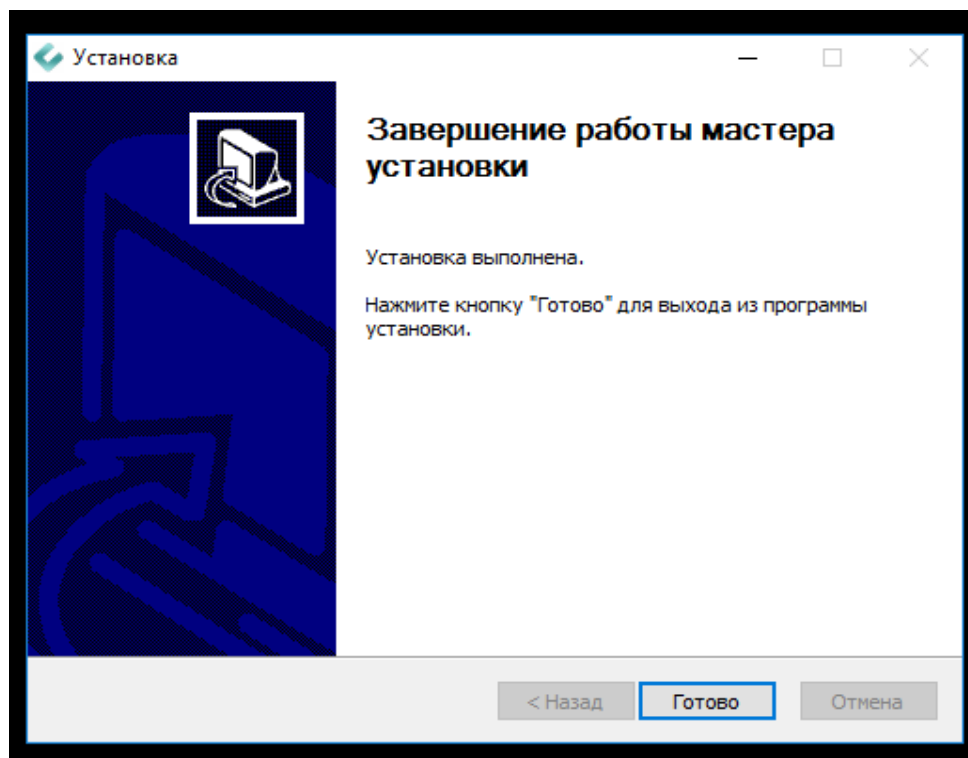 Установка
Завершение работы мастера
установки
Установка выполнена.
Нажмите кнопку "Готово" для выхода из программы
установки.
< Назад
Готово
Отмена